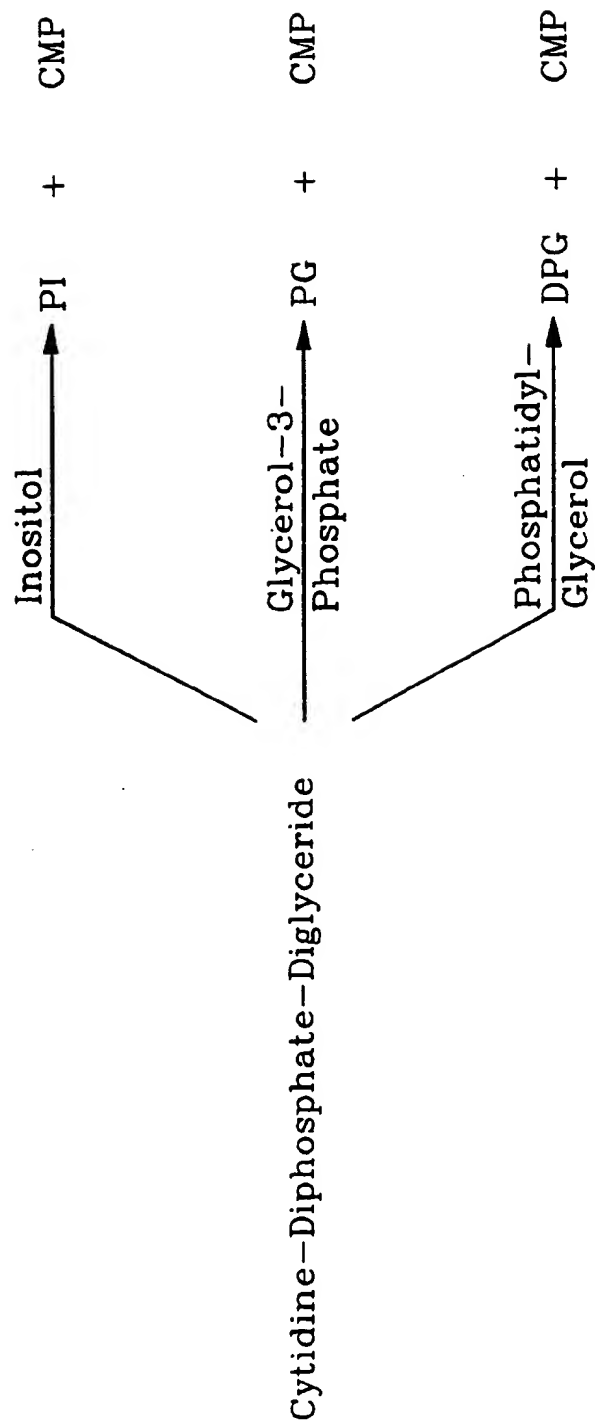 Inositol
PI + CMP
Cytidine-Diphosphate-Diglyceride
Glycerol-3-
Phosphate
PG + CMP
Phosphatidyl-
Glycerol
DPG + CMP